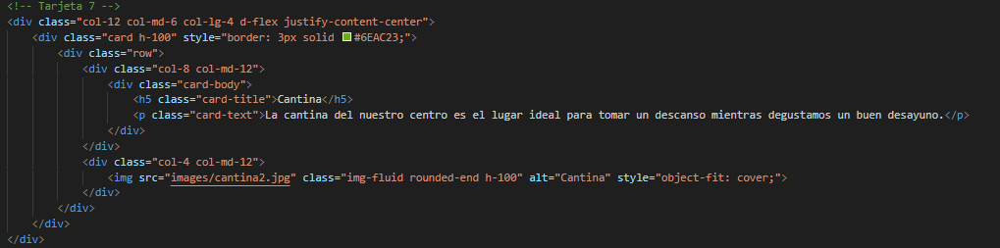 <!-- Tarjeta 7 -->
<div class="col-12 col-md-6 col-lg-4 d-flex justify-content-center">
<div class="card h-100" style="border: 3px solid #6EAC23;">
<div class="row">
<div class="col-8 col-md-12">
<div class="card-body">
<h5 class="card-title">Cantina</h5>
<p class="card-text">La cantina del nuestro centro es el lugar ideal para tomar un descanso mientras degustamos un buen desayuno.</p>
</div>
</div>
<div class="col-4 col-md-12">
<img src="images/cantina2.jpg" class="img-fluid rounded-end h-100" alt="Cantina" style="object-fit: cover;">
</div>
</div>
</div>
</div>